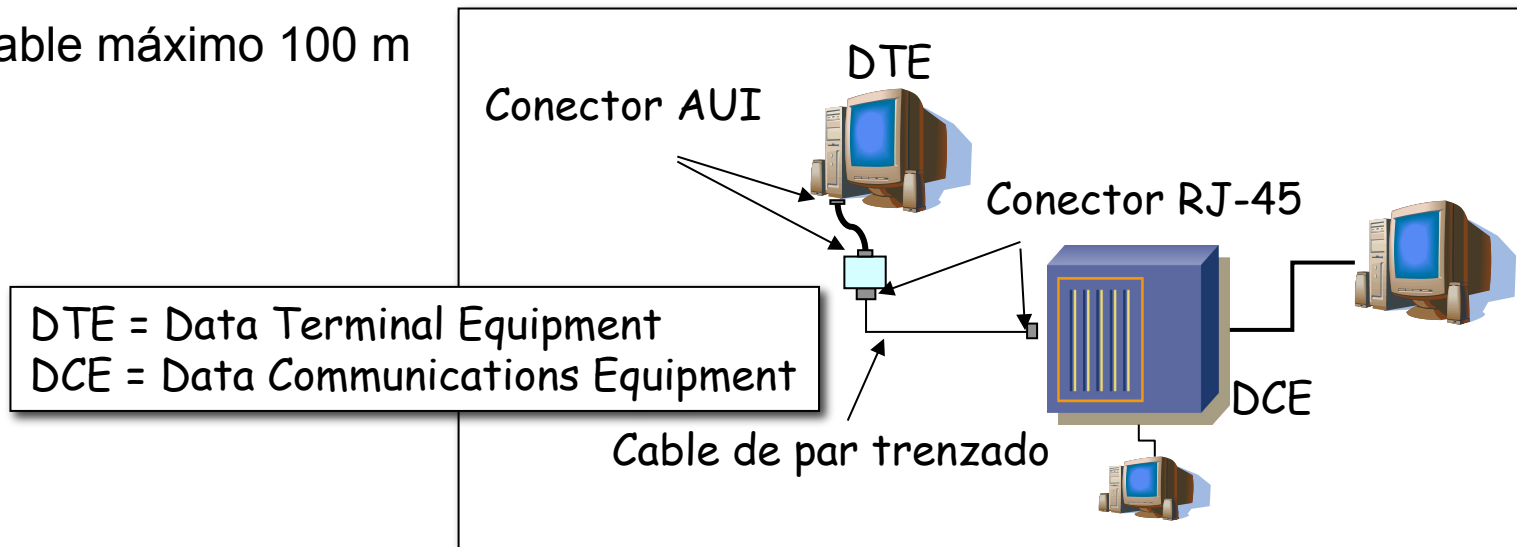 able máximo 100 m
DTE
Conector AUI
Conector RJ-45
DTE = Data Terminal Equipment
DCE = Data Communications Equipment
DCE
Cable de par trenzado